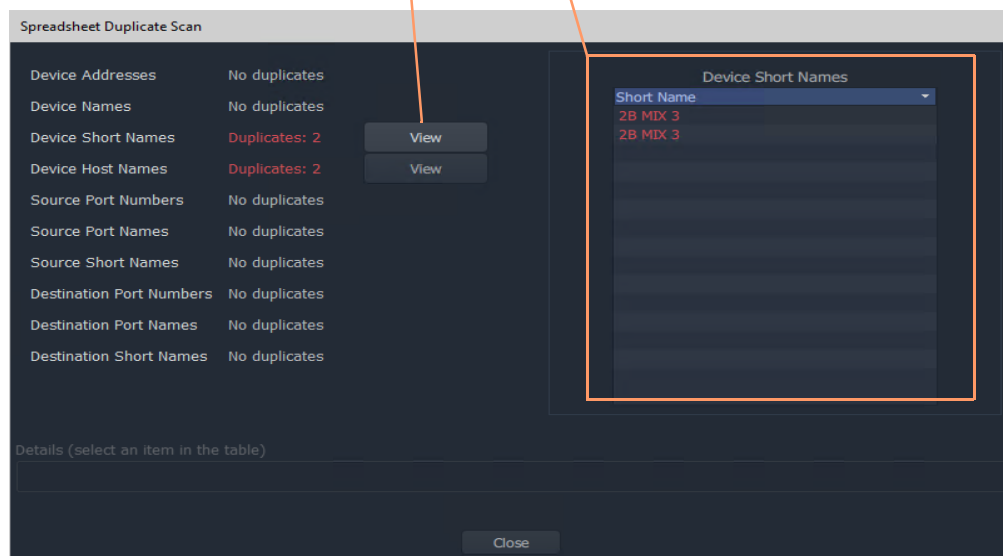 Spreadsheet Duplicate Scan
Device Addresses No duplicates
Device Names No duplicates
Device Short Names Duplicates: 2 View
Device Host Names Duplicates: 2 View
Source Port Numbers No duplicates
Source Port Names No duplicates
Source Short Names No duplicates
Destination Port Numbers No duplicates
Destination Port Names No duplicates
Destination Short Names No duplicates
Device Short Names
Short Name
2B MIX 3
2B MIX 3
Details (select an item in the table)
Close